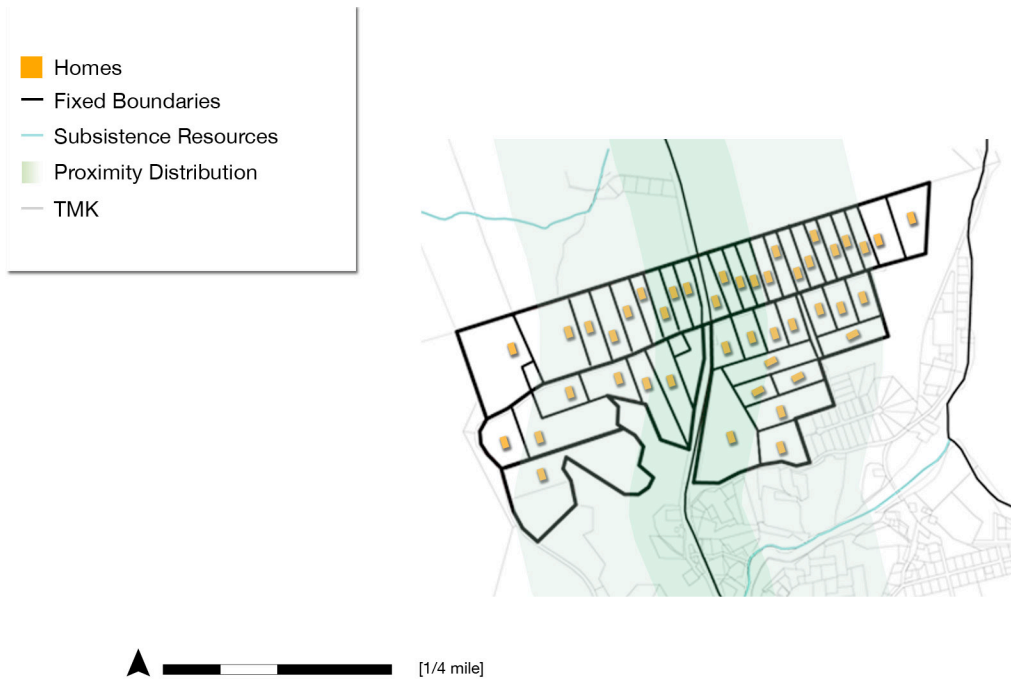 Homes
Fixed Boundaries
Subsistence Resources
Proximity Distribution
TMK
[1/4 mile]